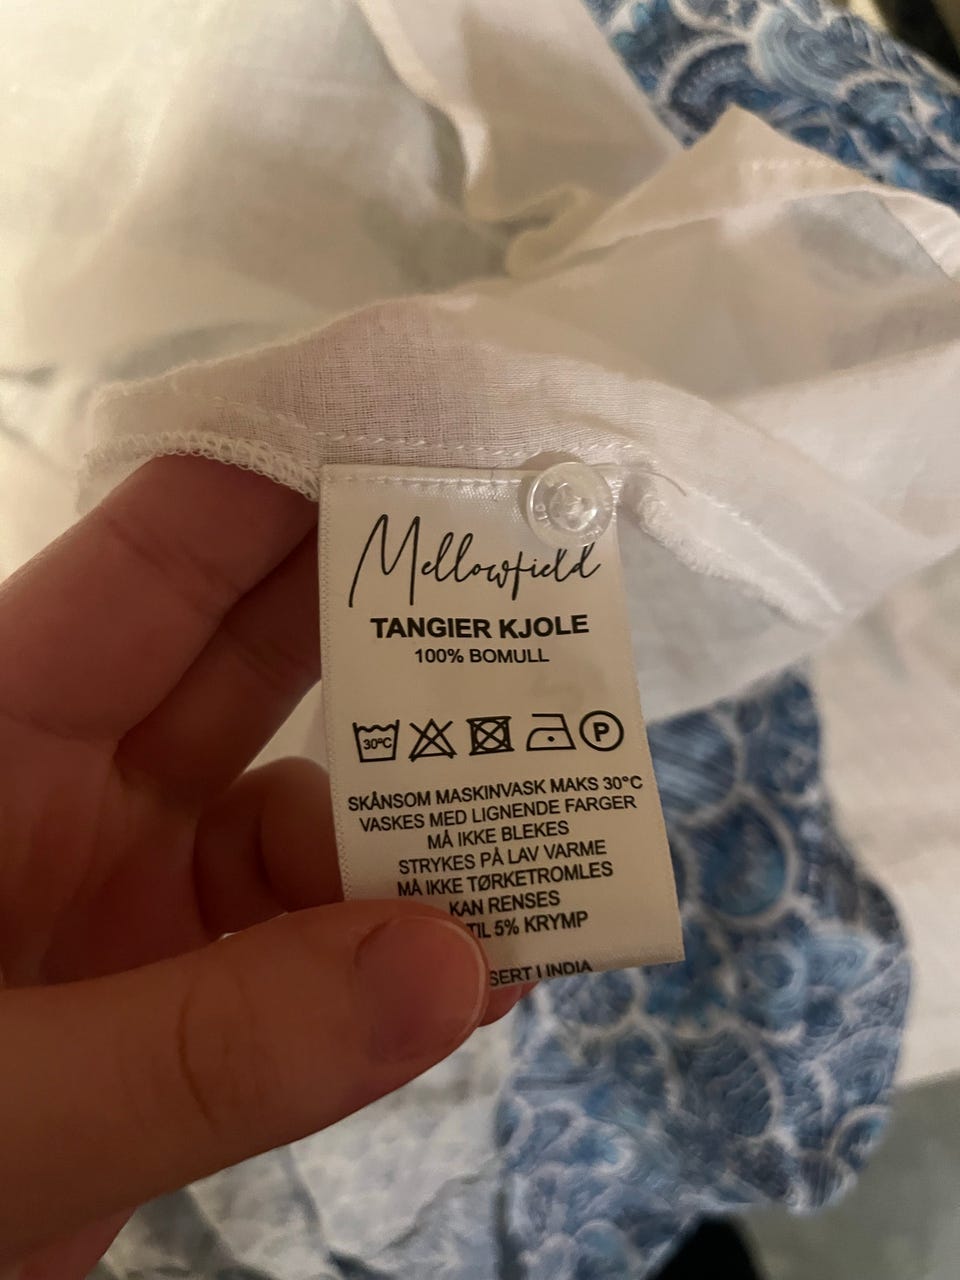 Mellowfield
TANGIER KJOLE
100% BOMULL
30°C
P
SKÅNSOM MASKINVASK MAKS 30°C
VASKES MED LIGNENDE FARGER
MÅ IKKE BLEKES
STRYKES PÅ LAV VARME
MÅ IKKE TØRKETROMLES
KAN RENSES
TIL 5% KRYMP
SERT I INDIA